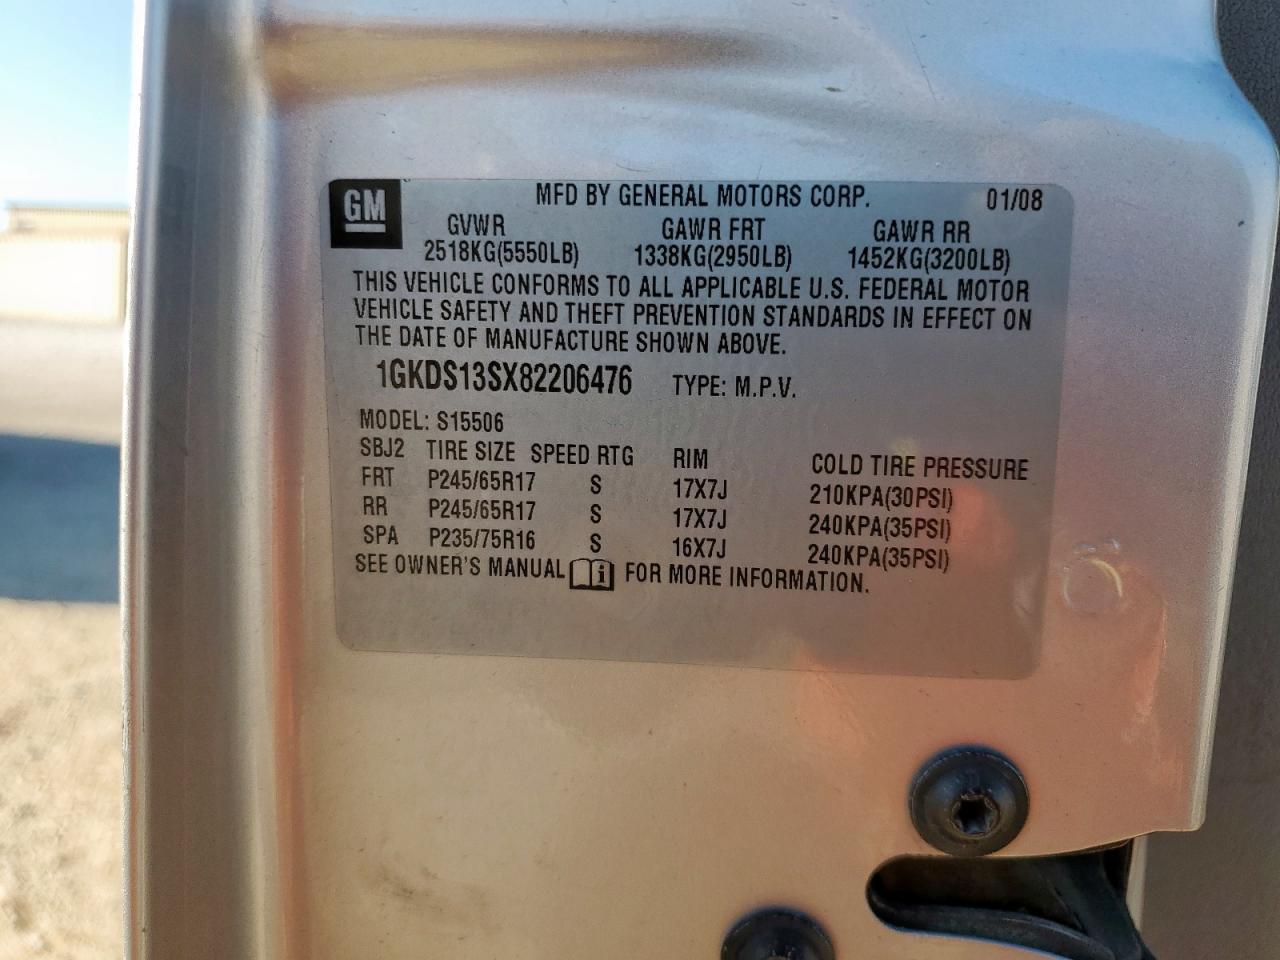 GM MFD BY GENERAL MOTORS CORP. 01/08
GVWR GAWR FRT GAWR RR
2518KG(5550LB) 1338KG(2950LB) 1452KG(3200LB)
THIS VEHICLE CONFORMS TO ALL APPLICABLE U.S. FEDERAL MOTOR
VEHICLE SAFETY AND THEFT PREVENTION STANDARDS IN EFFECT ON
THE DATE OF MANUFACTURE SHOWN ABOVE.
1GKDS13SX82206476 TYPE: M.P.V.
MODEL: S15506
SBJ2 TIRE SIZE SPEED RTG RIM COLD TIRE PRESSURE
FRT P245/65R17 S 17X7J 210KPA(30PSI)
RR P245/65R17 S 17X7J 240KPA(35PSI)
SPA P235/75R16 S 16X7J 240KPA(35PSI)
SEE OWNER'S MANUAL i FOR MORE INFORMATION.